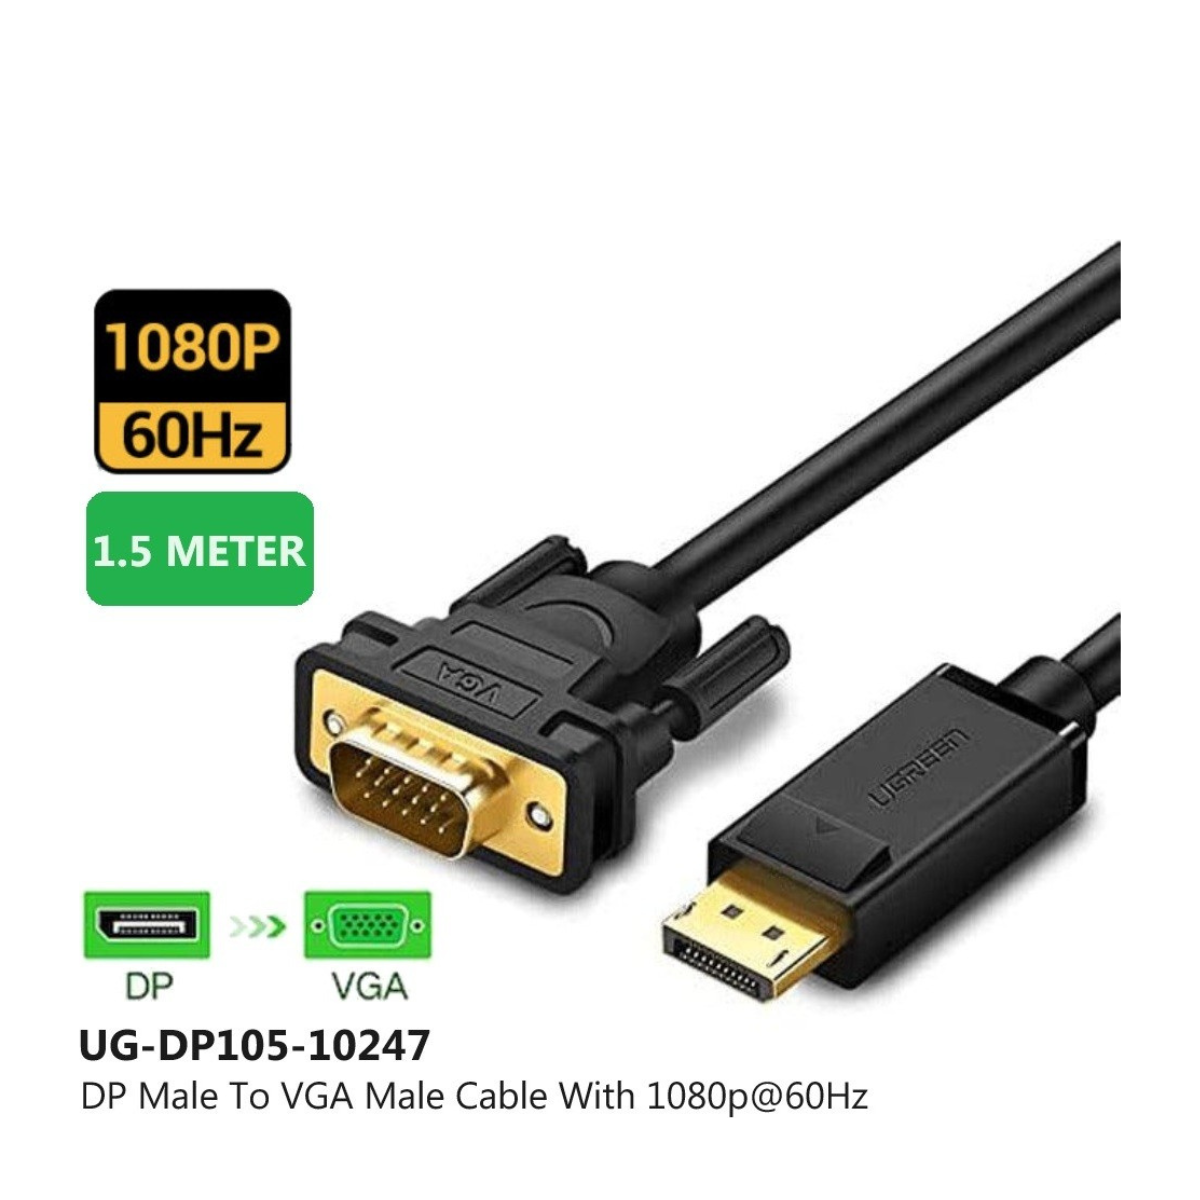 1080P
60Hz
1.5 METER
VGA
UGREEN
DP
VGA
UG-DP105-10247
DP Male To VGA Male Cable With 1080p@60Hz